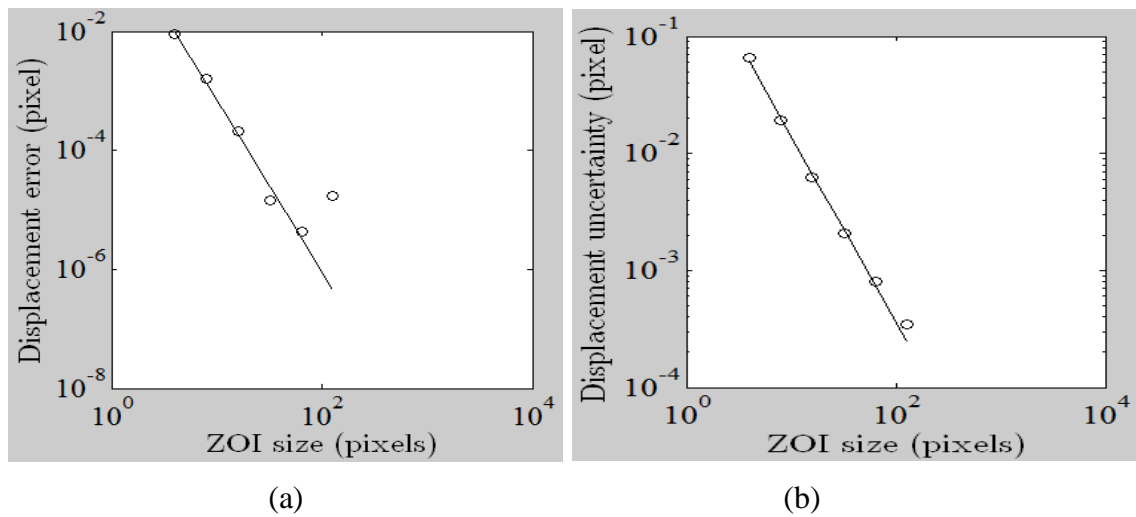 10^-2
10^-4
10^-6
10^-8
10^0
10^2
10^4
Displacement error (pixel)
ZOI size (pixels)
(a)
10^-1
10^-2
10^-3
10^-4
10^0
10^2
10^4
Displacement uncertainty (pixel)
ZOI size (pixels)
(b)